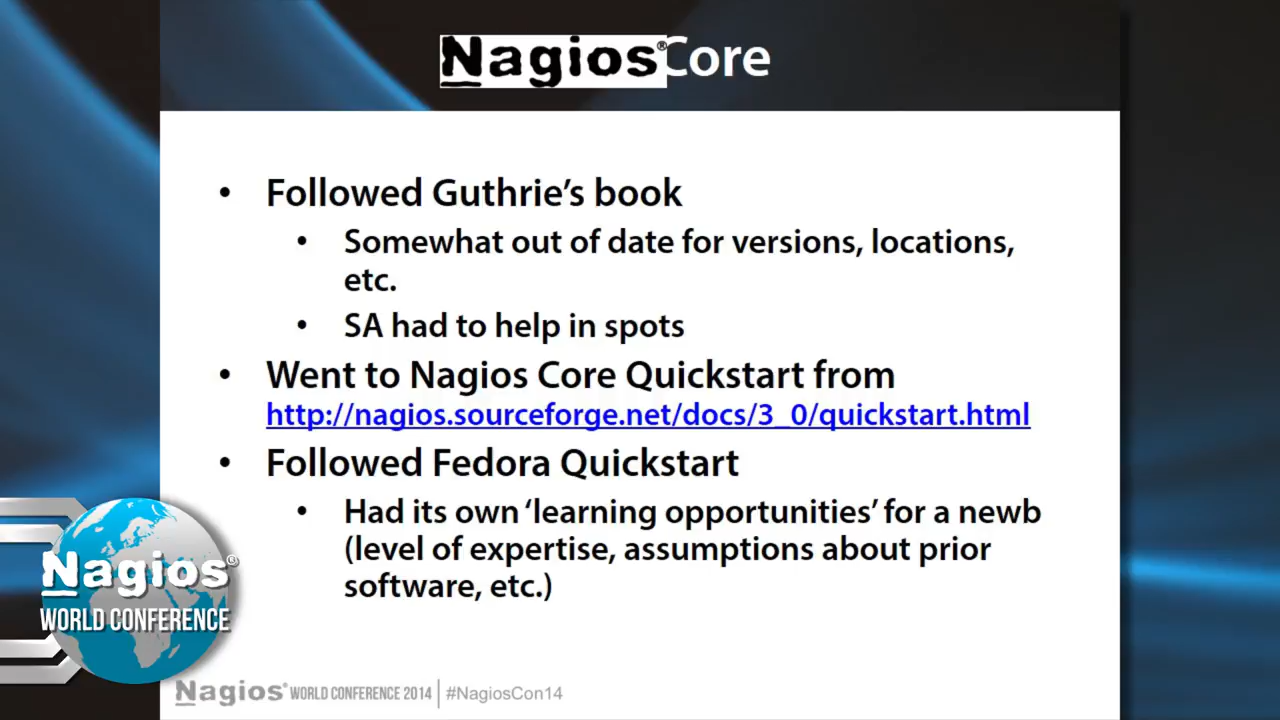 Nagios® Core
• Followed Guthrie’s book
• Somewhat out of date for versions, locations,
etc.
• SA had to help in spots
• Went to Nagios Core Quickstart from
http://nagios.sourceforge.net/docs/3_0/quickstart.html
• Followed Fedora Quickstart
• Had its own ‘learning opportunities’ for a newb
(level of expertise, assumptions about prior
software, etc.)
Nagios®
WORLD CONFERENCE
Nagios® WORLD CONFERENCE 2014 | #NagiosCon14